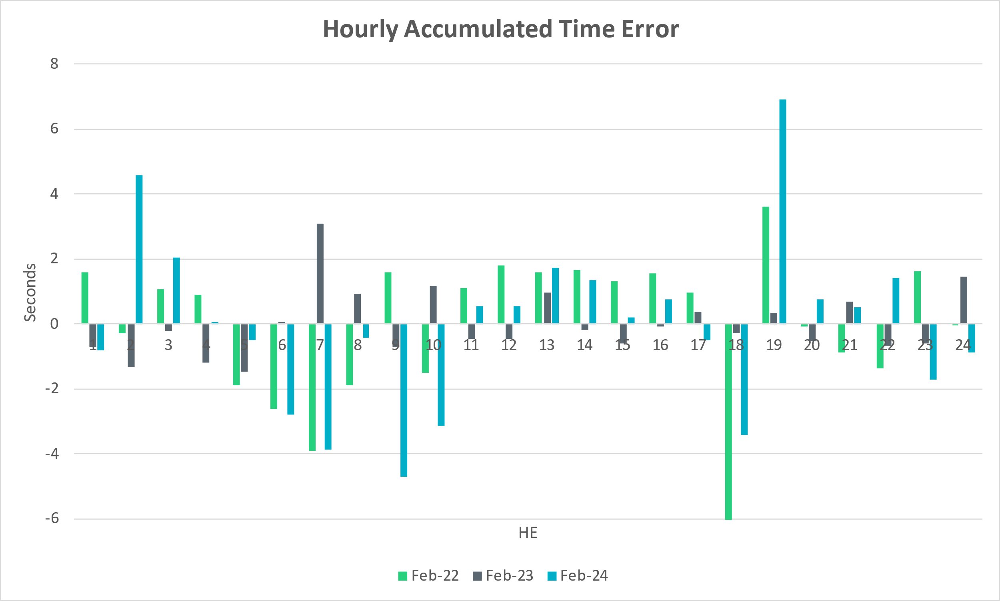 Hourly Accumulated Time Error
8
6
4
2
0
-2
-4
-6
Seconds
1 2 3 4 5 6 7 8 9 10 11 12 13 14 15 16 17 18 19 20 21 22 23 24
HE
Feb-22 Feb-23 Feb-24